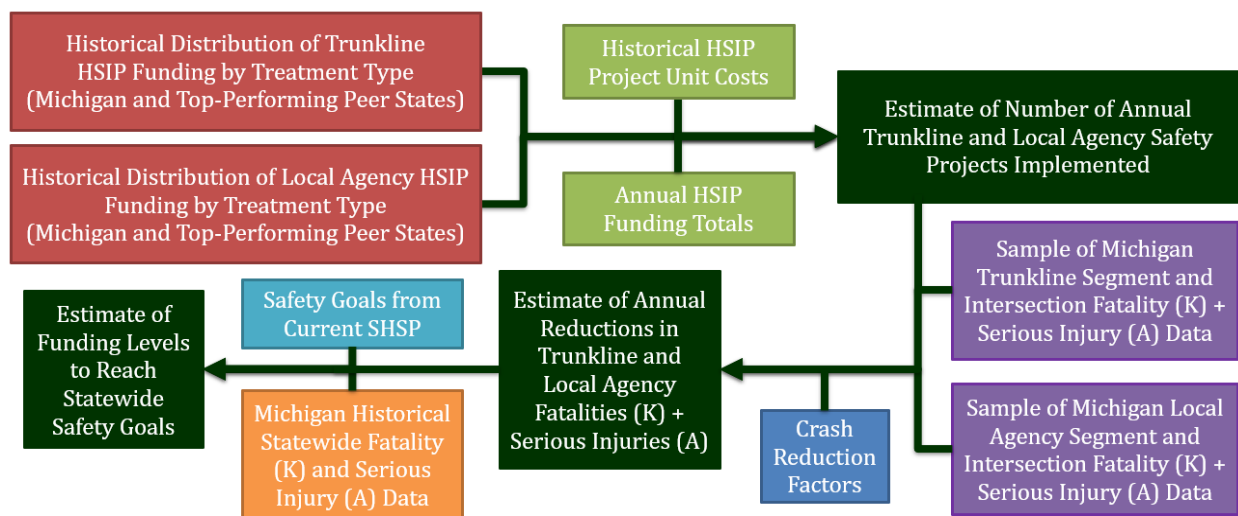 Historical Distribution of Trunkline
HSIP Funding by Treatment Type
(Michigan and Top-Performing Peer States)
Historical Distribution of Local Agency HSIP
Funding by Treatment Type
(Michigan and Top-Performing Peer States)
Historical HSIP
Project Unit Costs
Annual HSIP
Funding Totals
Estimate of Number of Annual
Trunkline and Local Agency Safety
Projects Implemented
Sample of Michigan
Trunkline Segment and
Intersection Fatality (K) +
Serious Injury (A) Data
Sample of Michigan Local
Agency Segment and
Intersection Fatality (K) +
Serious Injury (A) Data
Crash
Reduction
Factors
Estimate of Annual
Reductions in
Trunkline and
Local Agency
Fatalities (K) +
Serious Injuries (A)
Safety Goals from
Current SHSP
Michigan Historical
Statewide Fatality
(K) and Serious
Injury (A) Data
Estimate of
Funding Levels
to Reach
Statewide
Safety Goals